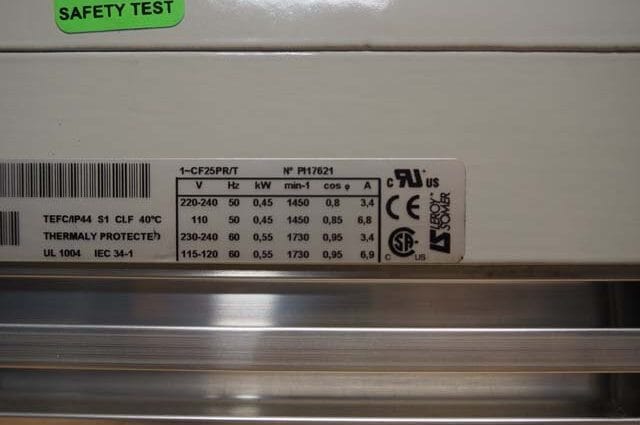 SAFETY TEST
1~CF25PR/T N° PI17621
V Hz kW min-1 cos φ A
220-240 50 0,45 1450 0,8 3,4
110 50 0,45 1450 0,85 6,8
230-240 60 0,55 1730 0,95 3,4
115-120 60 0,55 1730 0,95 6,9
TEFC/IP44 S1 CLF 40°C
THERMALY PROTECTED
UL 1004 IEC 34-1
c RU US
CE
C SA US
LS LEROY SOMER